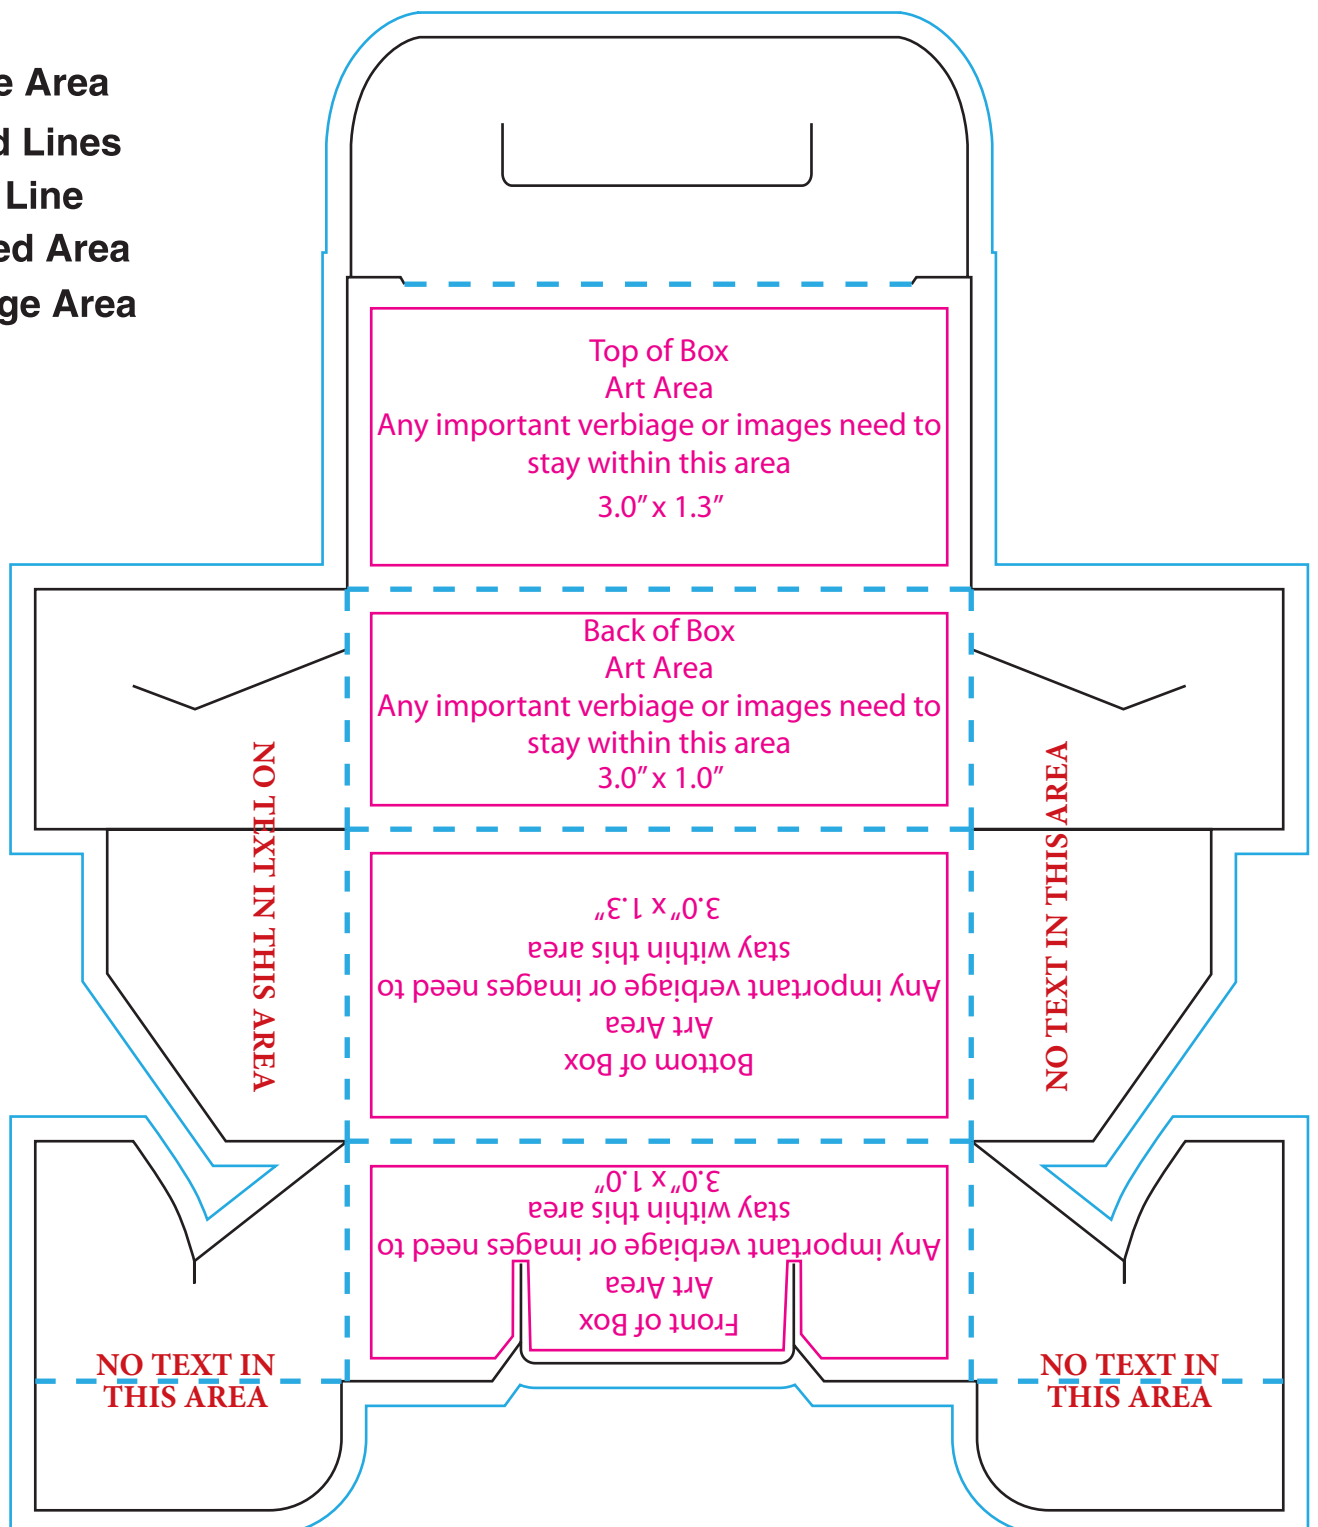 e Area
d Lines
Line
ed Area
ge Area
Top of Box
Art Area
Any important verbiage or images need to
stay within this area
3.0” x 1.3”
Back of Box
Art Area
Any important verbiage or images need to
stay within this area
3.0” x 1.0”
NO TEXT IN THIS AREA
NO TEXT IN THIS AREA
Bottom of Box
Art Area
Any important verbiage or images need to
stay within this area
3.0” x 1.3”
Front of Box
Art Area
Any important verbiage or images need to
stay within this area
3.0” x 1.0”
NO TEXT IN
THIS AREA
NO TEXT IN
THIS AREA